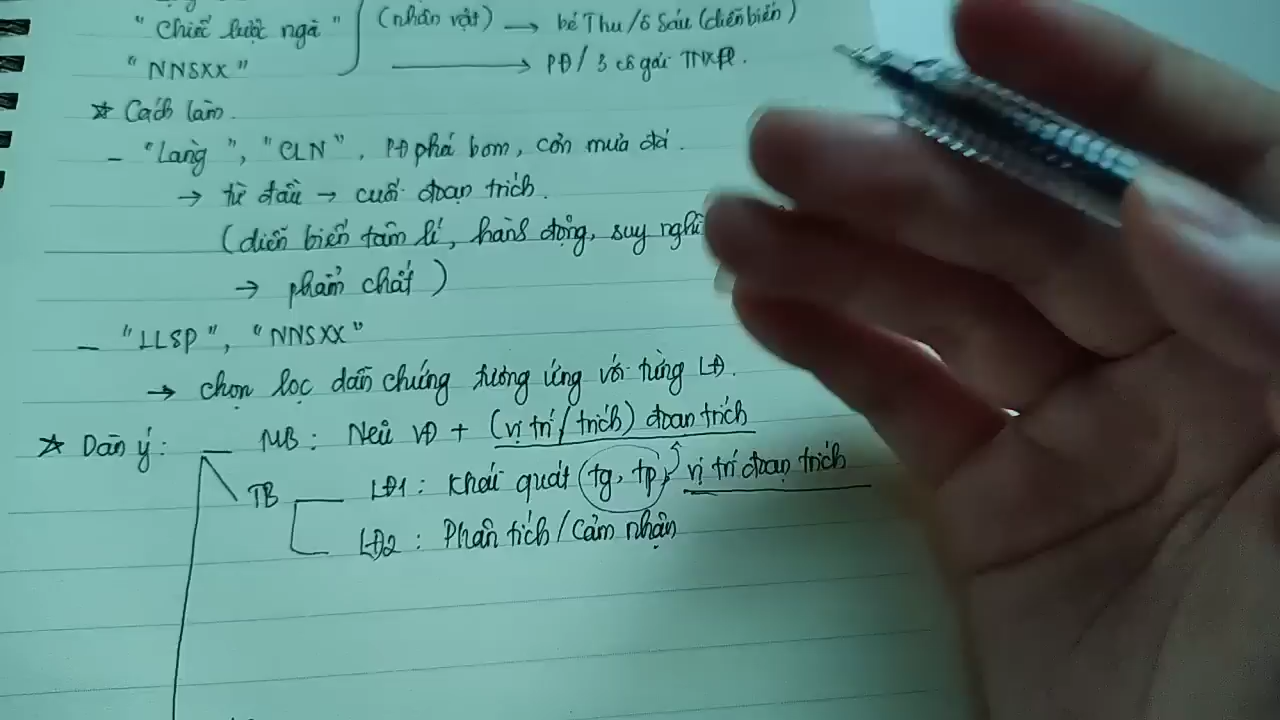 "Chiếc lược ngà" (nhân vật) → bé Thu / ô Sáu (diễn biến)
"NNSXX" → PĐ / 3 cô gái TNXP.
☆ Cách làm.
- "Làng", "CLN", PĐ phá bom, cơn mưa đá.
→ từ đầu → cuối đoạn trích.
(diễn biến tâm lí, hành động, suy nghĩ
→ phẩm chất)
- "LLSP", "NNSXX"
→ chọn lọc dẫn chứng tương ứng với từng LĐ.
☆ Dàn ý: - MB: Nêu VĐ + (vị trí / trích) đoạn trích
TB - LĐ1: Khái quát (tg, tp), vị trí đoạn trích
LĐ2: Phân tích / Cảm nhận